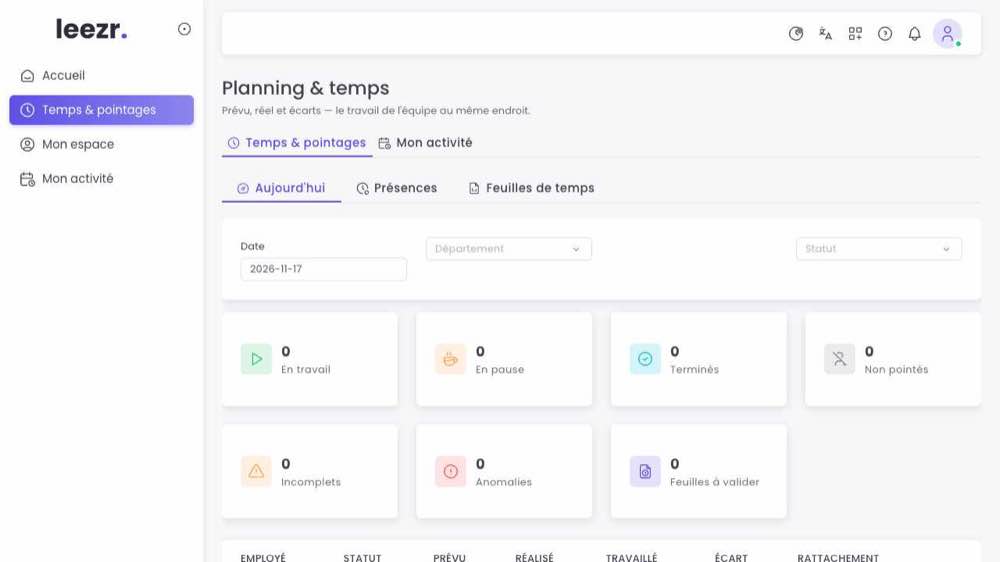 leezr.
Accueil
Temps & pointages
Mon espace
Mon activité
Planning & temps
Prévu, réel et écarts — le travail de l'équipe au même endroit.
Temps & pointages
Mon activité
Aujourd'hui
Présences
Feuilles de temps
Date
2026-11-17
Département
Statut
0
En travail
0
En pause
0
Terminés
0
Non pointés
0
Incomplets
0
Anomalies
0
Feuilles à valider
EMPLOYÉ STATUT PRÉVU RÉALISÉ TRAVAILLÉ ÉCART RATTACHEMENT